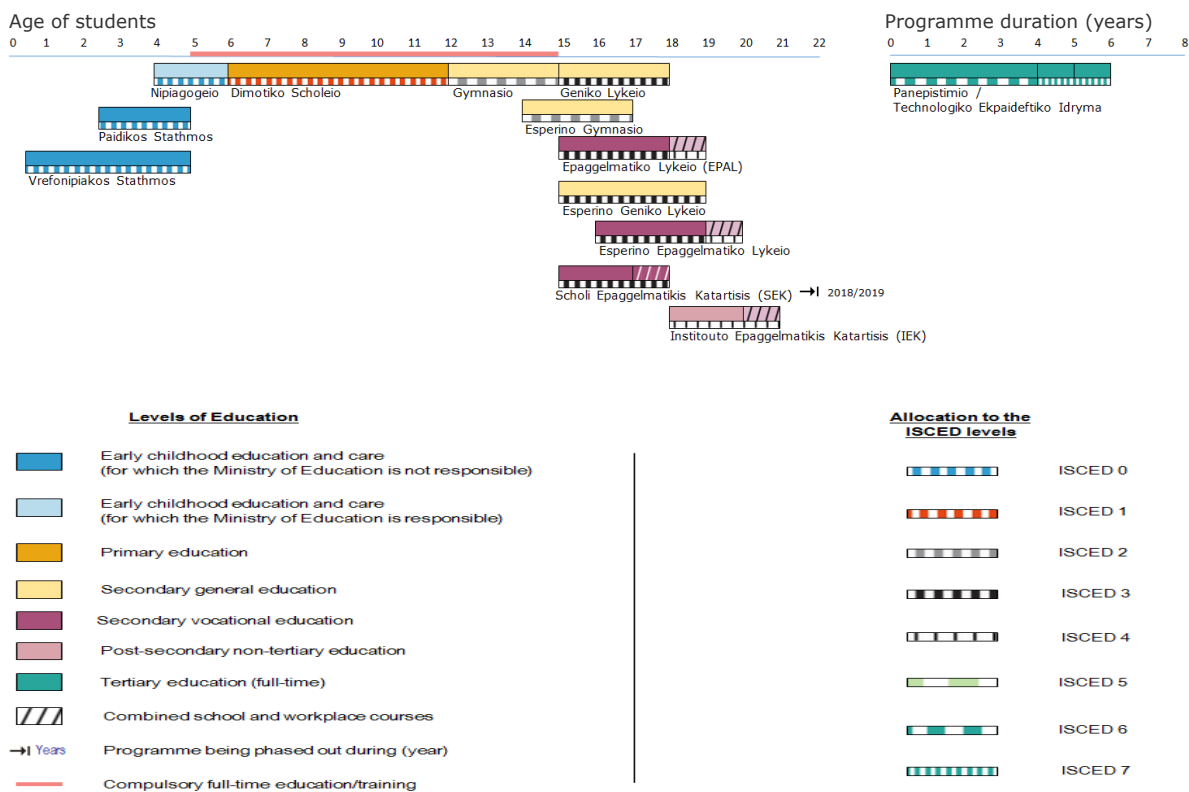 Age of students
Programme duration (years)
0 1 2 3 4 5 6 7 8 9 10 11 12 13 14 15 16 17 18 19 20 21 22
0 1 2 3 4 5 6 7 8
Nipiagogeio Dimotiko Scholeio Gymnasio Geniko Lykeio
Panepistimio /
Technologiko Ekpaideftiko Idryma
Paidikos Stathmos
Esperino Gymnasio
Epaggelmatiko Lykeio (EPAL)
Vrefonipiakos Stathmos
Esperino Geniko Lykeio
Esperino Epaggelmatiko Lykeio
Scholi Epaggelmatikis Katartisis (SEK) 2018/2019
Institouto Epaggelmatikis Katartisis (IEK)
Levels of Education
Early childhood education and care
(for which the Ministry of Education is not responsible)
Early childhood education and care
(for which the Ministry of Education is responsible)
Primary education
Secondary general education
Secondary vocational education
Post-secondary non-tertiary education
Tertiary education (full-time)
Combined school and workplace courses
Years Programme being phased out during (year)
Compulsory full-time education/training
Allocation to the
ISCED levels
ISCED 0
ISCED 1
ISCED 2
ISCED 3
ISCED 4
ISCED 5
ISCED 6
ISCED 7